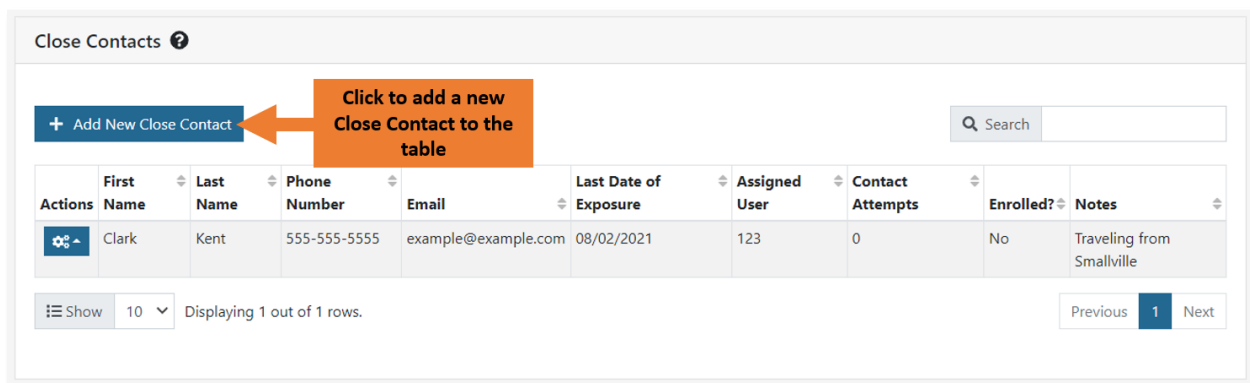 Close Contacts ?
+ Add New Close Contact
Click to add a new
Close Contact to the
table
Search
Actions First Name Last Name Phone Number Email Last Date of Exposure Assigned User Contact Attempts Enrolled? Notes
Clark Kent 555-555-5555 example@example.com 08/02/2021 123 0 No Traveling from
Smallville
Show 10 Displaying 1 out of 1 rows. Previous 1 Next